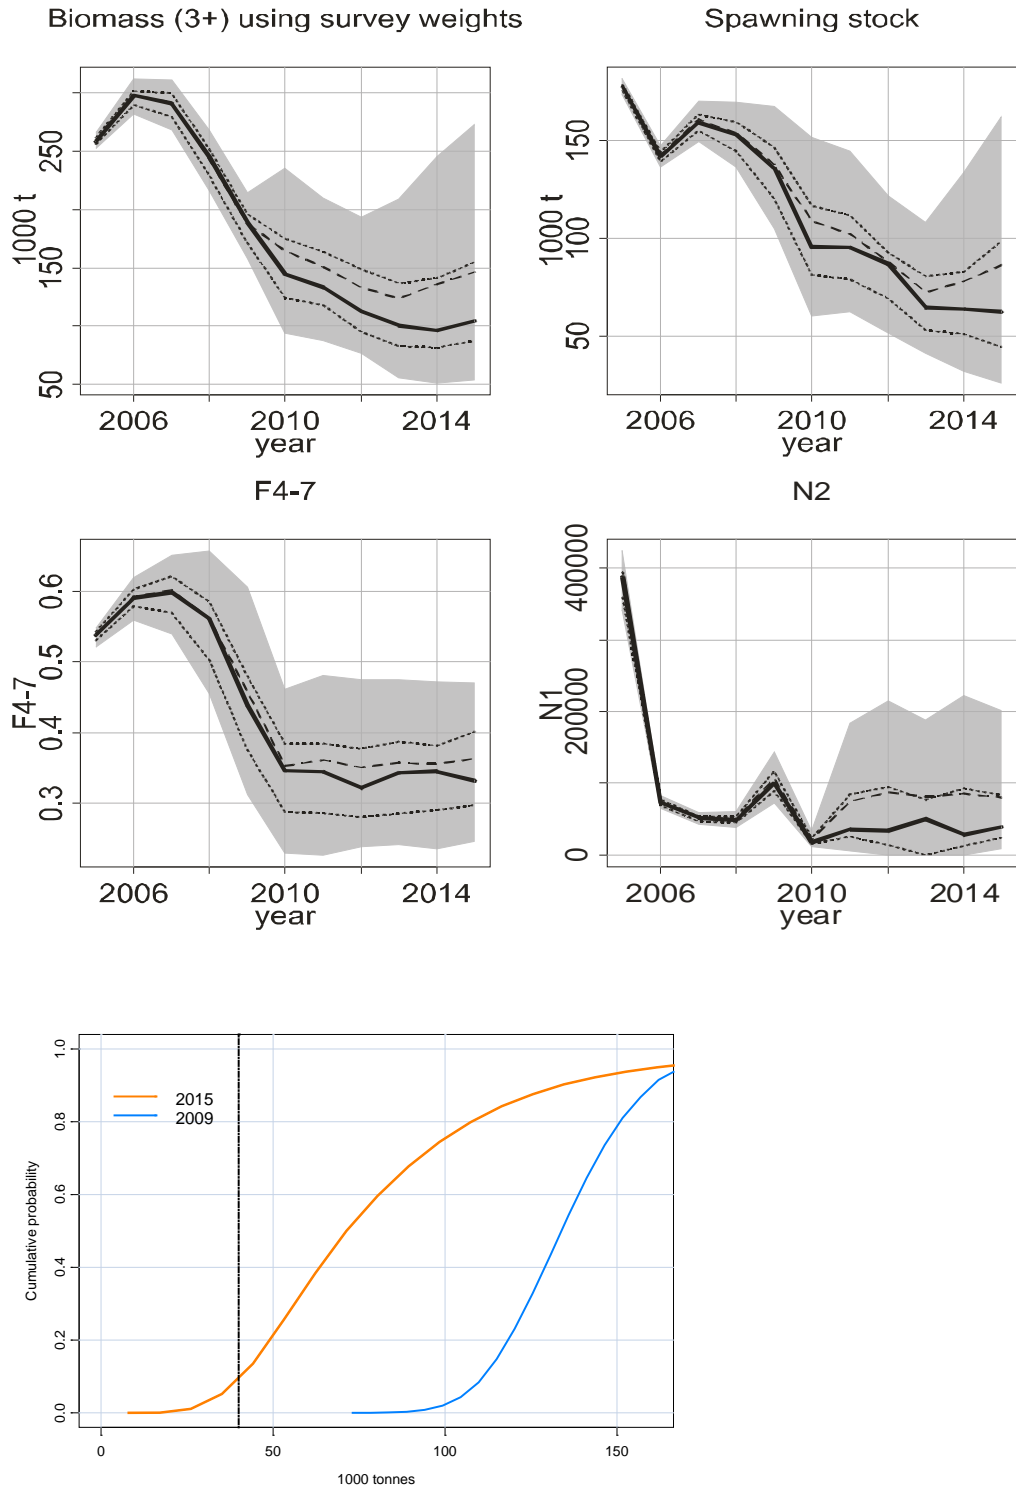 Biomass (3+) using survey weights
Spawning stock
1000 t
50
150
250
2006
2010
2014
year
1000 t
50
100
150
2006
2010
2014
year
F4-7
N2
F4-7
0.3
0.4
0.5
0.6
2006
2010
2014
year
N1
0
200000
400000
2006
2010
2014
year
Cumulative probability
0.0
0.2
0.4
0.6
0.8
1.0
2015
2009
0
50
100
150
1000 tonnes